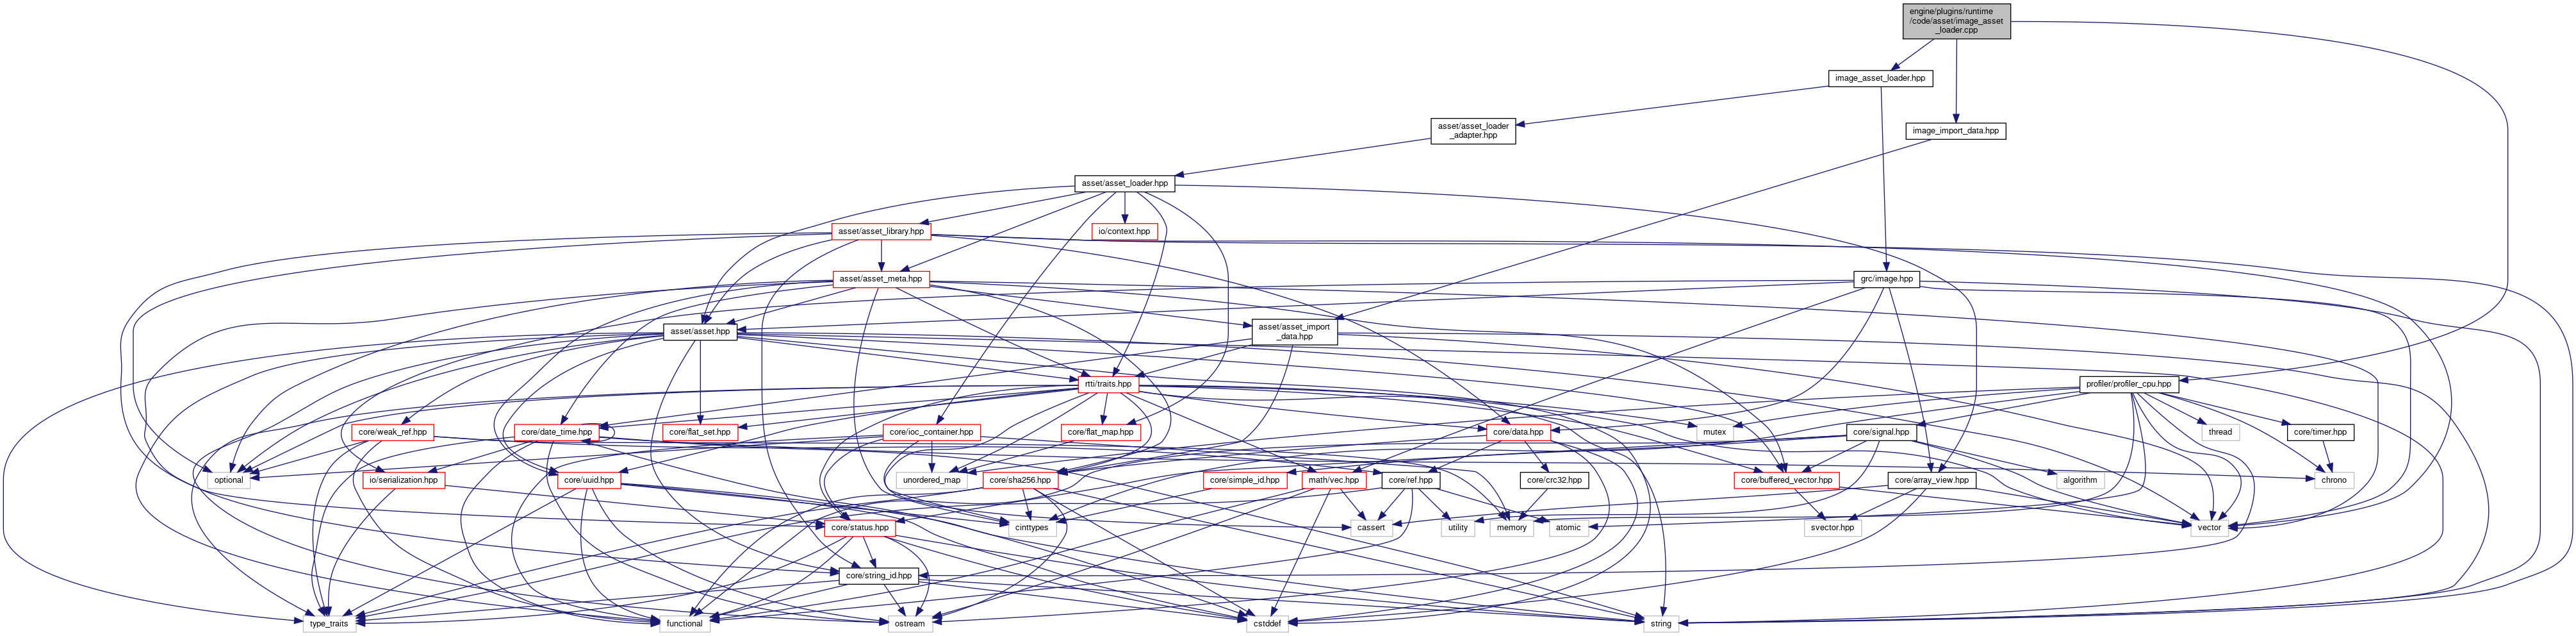 engine/plugins/runtime
/code/asset/image_asset
_loader.cpp
image_asset_loader.hpp
asset/asset_loader
_adapter.hpp
image_import_data.hpp
asset/asset_loader.hpp
asset/asset_library.hpp
io/context.hpp
asset/asset_meta.hpp
grc/image.hpp
asset/asset.hpp
asset/asset_import
_data.hpp
rtti/traits.hpp
profiler/profiler_cpu.hpp
core/weak_ref.hpp
core/date_time.hpp
core/flat_set.hpp
core/ioc_container.hpp
core/flat_map.hpp
core/data.hpp
mutex
core/signal.hpp
thread
core/timer.hpp
optional
io/serialization.hpp
core/uuid.hpp
unordered_map
core/sha256.hpp
core/simple_id.hpp
math/vec.hpp
core/ref.hpp
core/crc32.hpp
core/buffered_vector.hpp
core/array_view.hpp
algorithm
chrono
core/status.hpp
cinttypes
cassert
utility
memory
atomic
svector.hpp
vector
core/string_id.hpp
type_traits
functional
ostream
cstddef
string